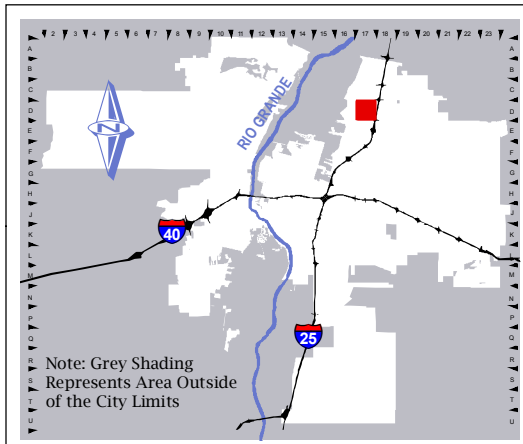 2 3 4 5 6 7 8 9 10 11 12 13 14 15 16 17 18 19 20 21 22 23
A A
B B
C C
D D
E E
F F
G G
H H
J J
K K
L L
M M
N N
P P
Q Q
R R
S S
T T
U U
N
RIO GRANDE
40
25
Note: Grey Shading
Represents Area Outside
of the City Limits